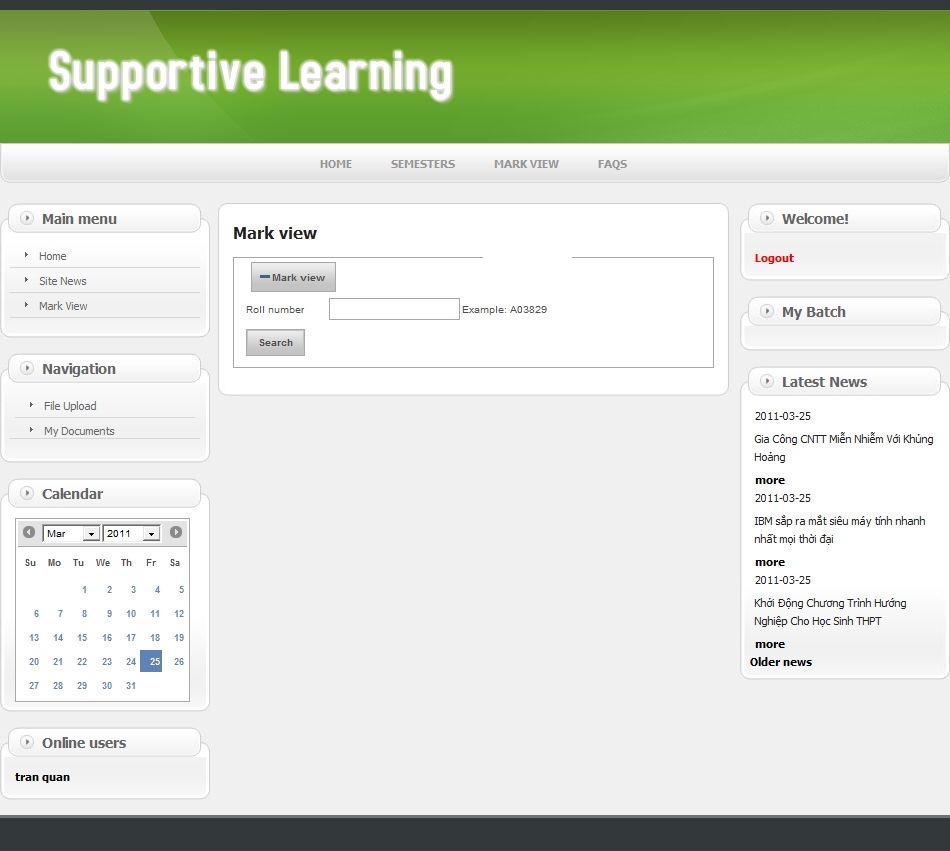 Supportive Learning
HOME SEMESTERS MARK VIEW FAQS
Main menu
Home
Site News
Mark View
Navigation
File Upload
My Documents
Calendar
Mar 2011
Su Mo Tu We Th Fr Sa
1 2 3 4 5
6 7 8 9 10 11 12
13 14 15 16 17 18 19
20 21 22 23 24 25 26
27 28 29 30 31
Online users
tran quan
Mark view
Mark view
Roll number Example: A03829
Search
Welcome!
Logout
My Batch
Latest News
2011-03-25
Gia Công CNTT Miễn Nhiễm Với Khủng
Hoảng
more
2011-03-25
IBM sắp ra mắt siêu máy tính nhanh
nhất mọi thời đại
more
2011-03-25
Khởi Động Chương Trình Hướng
Nghiệp Cho Học Sinh THPT
more
Older news